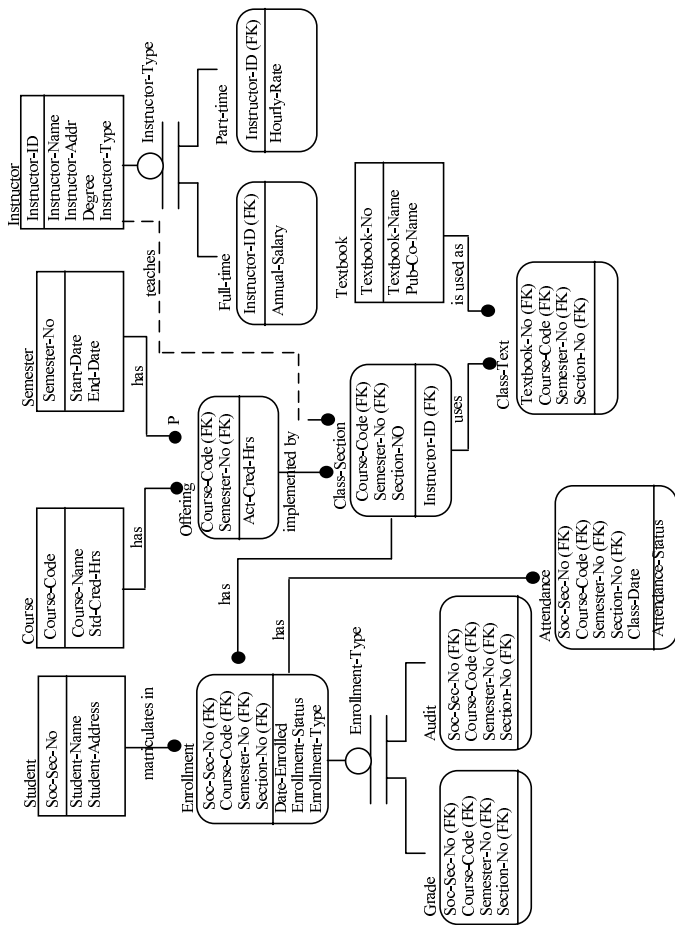 Student
Soc-Sec-No
Student-Name
Student-Address
matriculates in
Course
Course-Code
Course-Name
Std-Cred-Hrs
has
Semester
Semester-No
Start-Date
End-Date
has
P
Instructor
Instructor-ID
Instructor-Name
Instructor-Addr
Degree
Instructor-Type
Instructor-Type
teaches
Full-time
Instructor-ID (FK)
Annual-Salary
Part-time
Instructor-ID (FK)
Hourly-Rate
Offering
Course-Code (FK)
Semester-No (FK)
Act-Cred-Hrs
implemented by
Enrollment
Soc-Sec-No (FK)
Course-Code (FK)
Semester-No (FK)
Section-No (FK)
Date-Enrolled
Enrollment-Status
Enrollment-Type
has
has
Class-Section
Course-Code (FK)
Semester-No (FK)
Section-NO
Instructor-ID (FK)
uses
Textbook
Textbook-No
Textbook-Name
Pub-Co-Name
is used as
Enrollment-Type
Grade
Soc-Sec-No (FK)
Course-Code (FK)
Semester-No (FK)
Section-No (FK)
Audit
Soc-Sec-No (FK)
Course-Code (FK)
Semester-No (FK)
Section-No (FK)
Attendance
Soc-Sec-No (FK)
Course-Code (FK)
Semester-No (FK)
Section-No (FK)
Class-Date
Attendance-Status
Class-Text
Textbook-No (FK)
Course-Code (FK)
Semester-No (FK)
Section-No (FK)